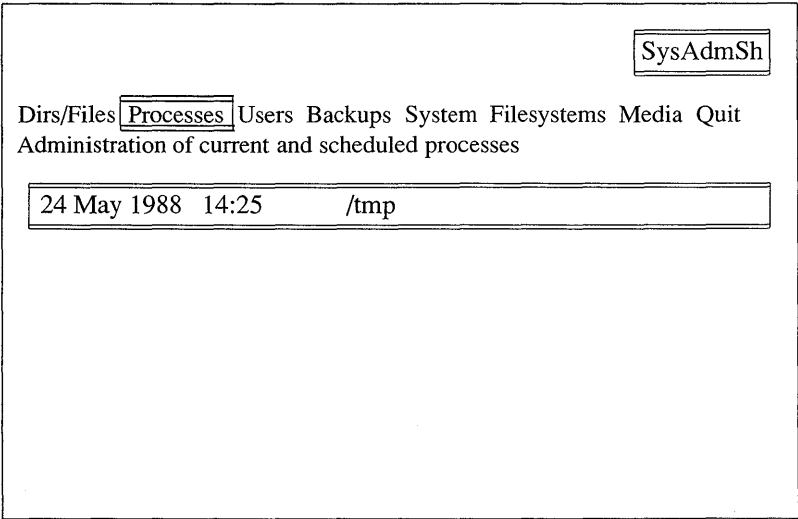 SysAdmSh
Dirs/Files Processes Users Backups System Filesystems Media Quit
Administration of current and scheduled processes
24 May 1988 14:25 /tmp